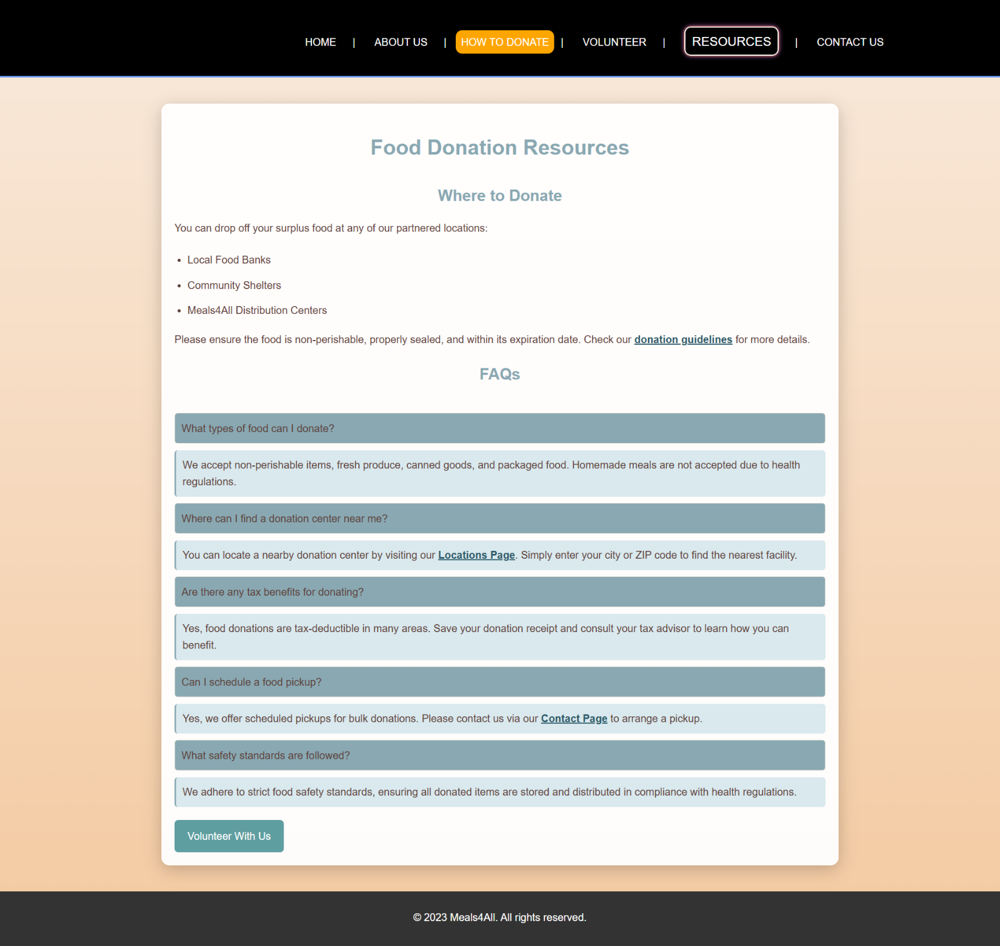 HOME | ABOUT US | HOW TO DONATE | VOLUNTEER | RESOURCES | CONTACT US
Food Donation Resources
Where to Donate
You can drop off your surplus food at any of our partnered locations:
• Local Food Banks
• Community Shelters
• Meals4All Distribution Centers
Please ensure the food is non-perishable, properly sealed, and within its expiration date. Check our donation guidelines for more details.
FAQs
What types of food can I donate?
We accept non-perishable items, fresh produce, canned goods, and packaged food. Homemade meals are not accepted due to health
regulations.
Where can I find a donation center near me?
You can locate a nearby donation center by visiting our Locations Page. Simply enter your city or ZIP code to find the nearest facility.
Are there any tax benefits for donating?
Yes, food donations are tax-deductible in many areas. Save your donation receipt and consult your tax advisor to learn how you can
benefit.
Can I schedule a food pickup?
Yes, we offer scheduled pickups for bulk donations. Please contact us via our Contact Page to arrange a pickup.
What safety standards are followed?
We adhere to strict food safety standards, ensuring all donated items are stored and distributed in compliance with health regulations.
Volunteer With Us
© 2023 Meals4All. All rights reserved.